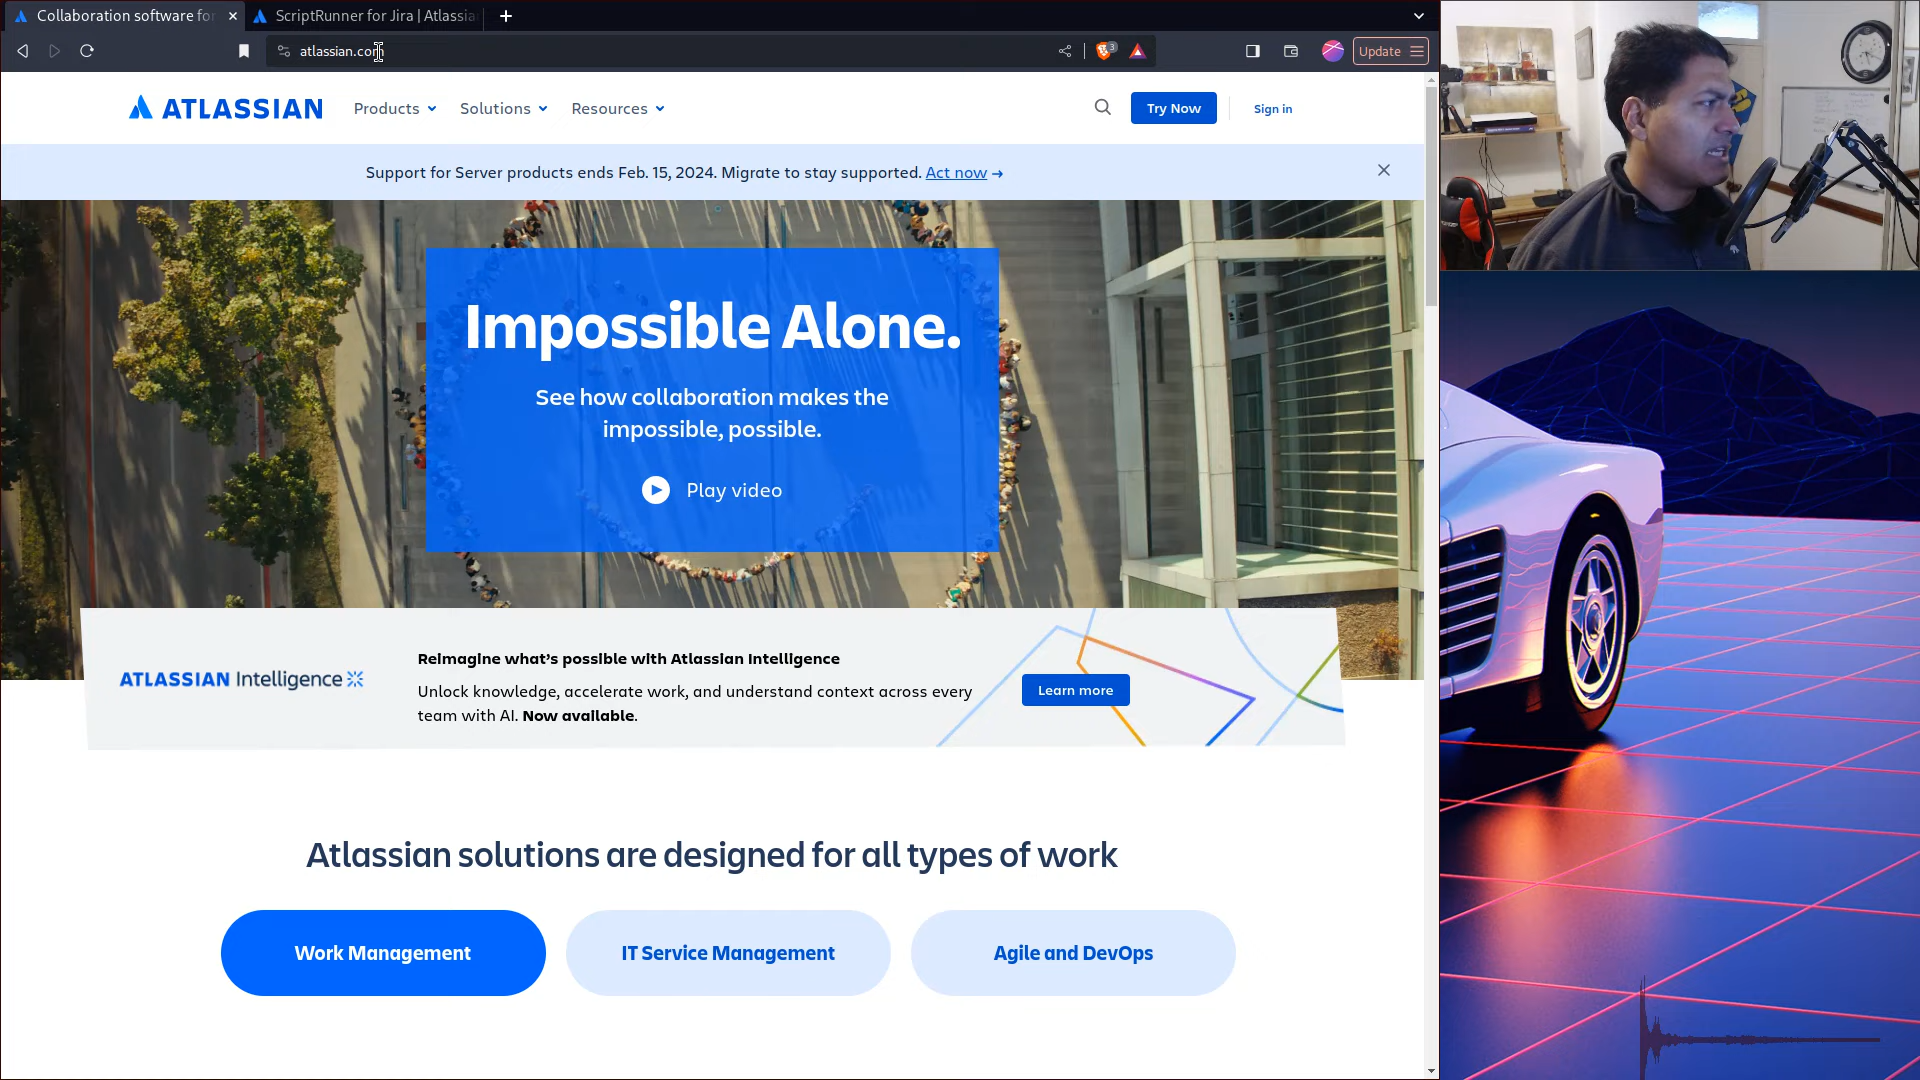 Collaboration software for
ScriptRunner for Jira | Atlassia
atlassian.com
3
Update
ATLASSIAN
Products
Solutions
Resources
Try Now
Sign in
Support for Server products ends Feb. 15, 2024. Migrate to stay supported. Act now →
Impossible Alone.
See how collaboration makes the
impossible, possible.
Play video
ATLASSIAN Intelligence
Reimagine what's possible with Atlassian Intelligence
Unlock knowledge, accelerate work, and understand context across every
team with AI. Now available.
Learn more
Atlassian solutions are designed for all types of work
Work Management
IT Service Management
Agile and DevOps